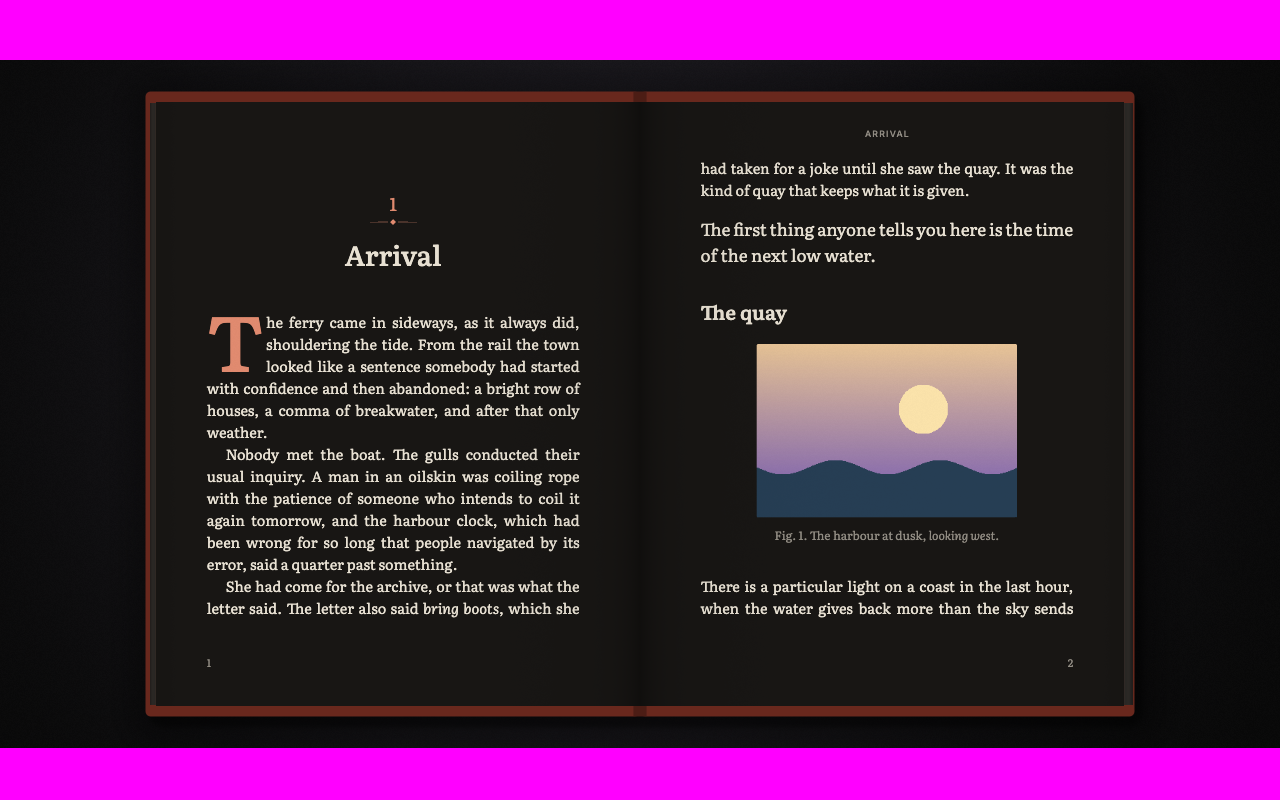 1
Arrival
The ferry came in sideways, as it always did,
shouldering the tide. From the rail the town
looked like a sentence somebody had started
with confidence and then abandoned: a bright row of
houses, a comma of breakwater, and after that only
weather.
Nobody met the boat. The gulls conducted their
usual inquiry. A man in an oilskin was coiling rope
with the patience of someone who intends to coil it
again tomorrow, and the harbour clock, which had
been wrong for so long that people navigated by its
error, said a quarter past something.
She had come for the archive, or that was what the
letter said. The letter also said bring boots, which she
1
ARRIVAL
had taken for a joke until she saw the quay. It was the
kind of quay that keeps what it is given.
The first thing anyone tells you here is the time
of the next low water.
The quay
Fig. 1. The harbour at dusk, looking west.
There is a particular light on a coast in the last hour,
when the water gives back more than the sky sends
2